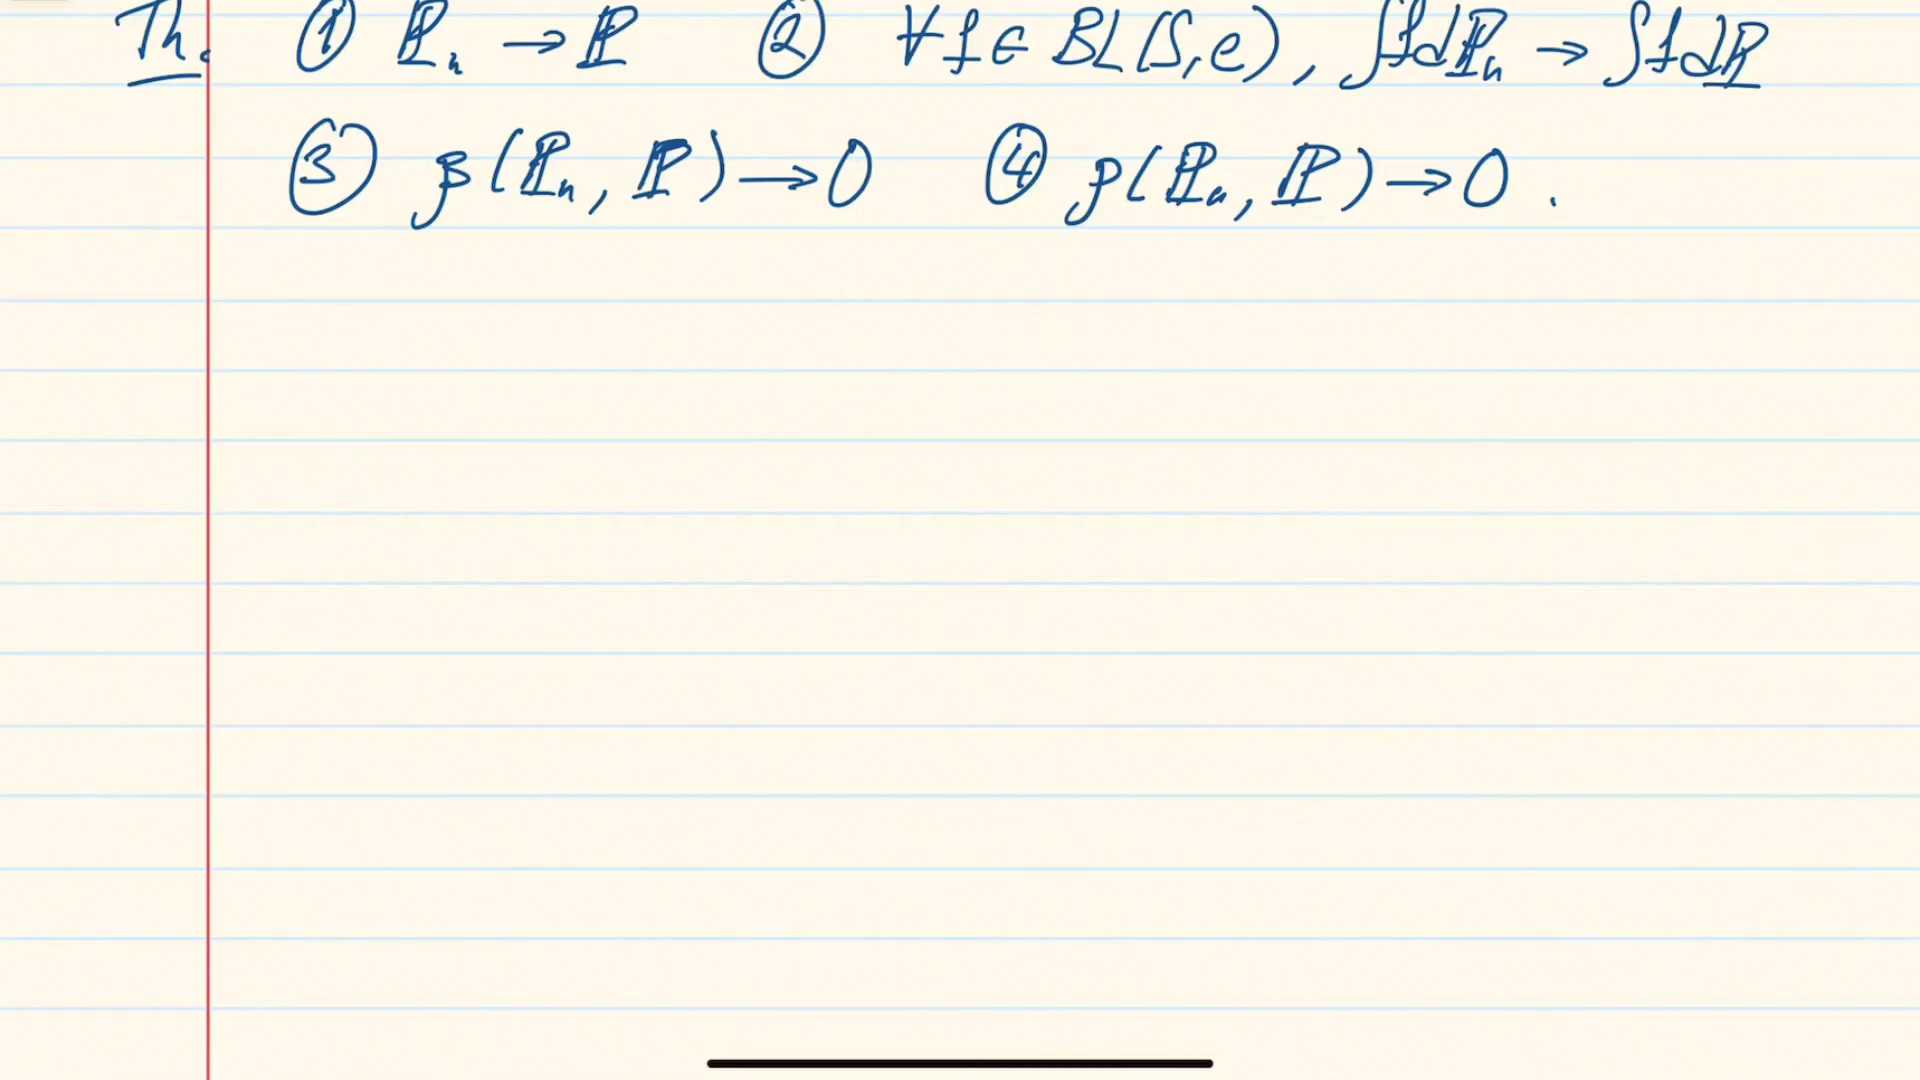 Th. ① ℙₙ → ℙ ② ∀ f ∈ BL(S, e), ∫f dℙₙ → ∫f dℙ
③ β(ℙₙ, ℙ) → 0 ④ ρ(ℙₙ, ℙ) → 0.